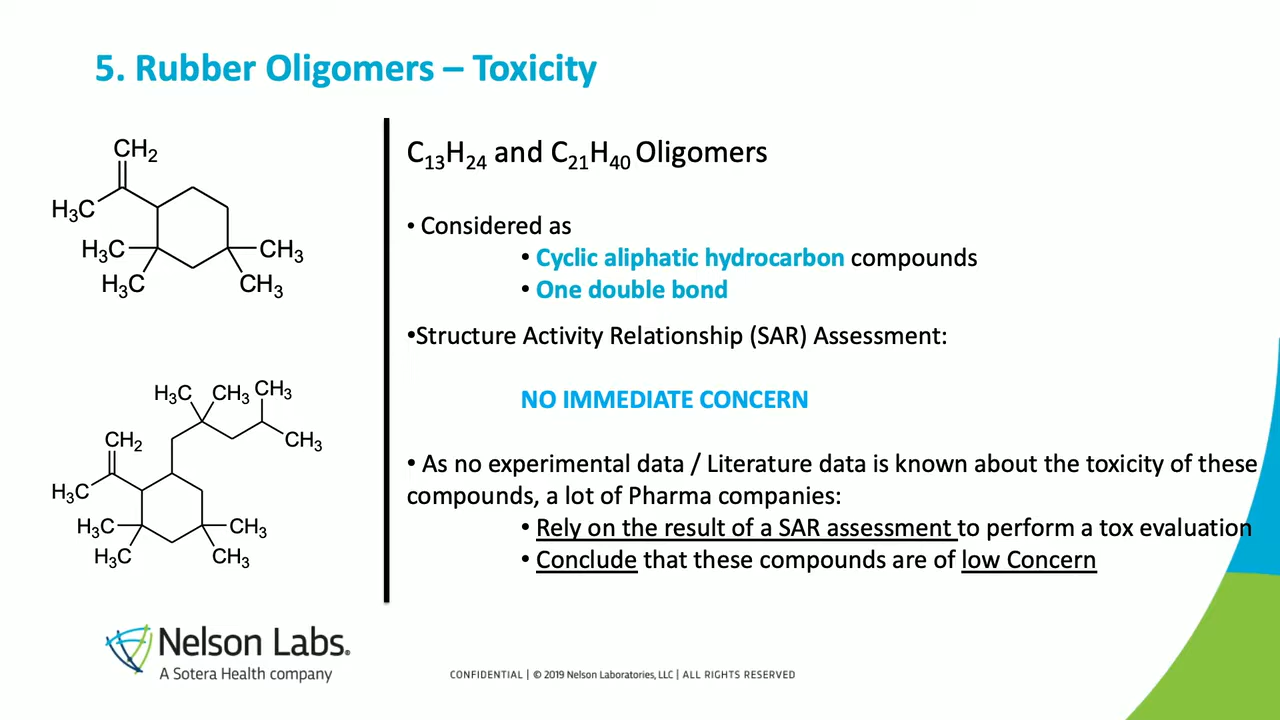 5. Rubber Oligomers – Toxicity
CH2
H3C
H3C
CH3
H3C
CH3
H3C
CH3
CH3
CH2
CH3
H3C
H3C
CH3
H3C
CH3
C13H24 and C21H40 Oligomers
• Considered as
• Cyclic aliphatic hydrocarbon compounds
• One double bond
•Structure Activity Relationship (SAR) Assessment:
NO IMMEDIATE CONCERN
• As no experimental data / Literature data is known about the toxicity of these
compounds, a lot of Pharma companies:
• Rely on the result of a SAR assessment to perform a tox evaluation
• Conclude that these compounds are of low Concern
Nelson Labs.
A Sotera Health company
CONFIDENTIAL | © 2019 Nelson Laboratories, LLC | ALL RIGHTS RESERVED